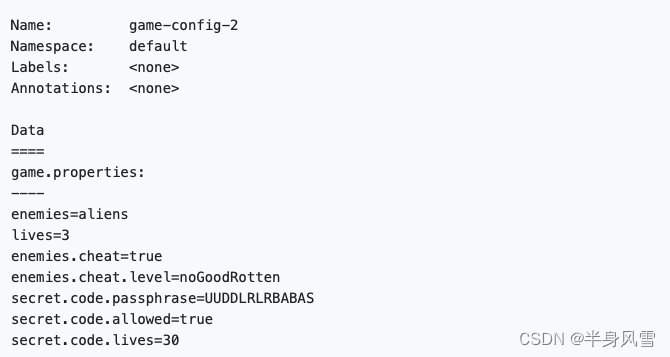 Name:         game-config-2
Namespace:    default
Labels:       <none>
Annotations:  <none>
Data
====
game.properties:
----
enemies=aliens
lives=3
enemies.cheat=true
enemies.cheat.level=noGoodRotten
secret.code.passphrase=UUDDLRLRBABAS
secret.code.allowed=true
secret.code.lives=30
CSDN @半身风雪